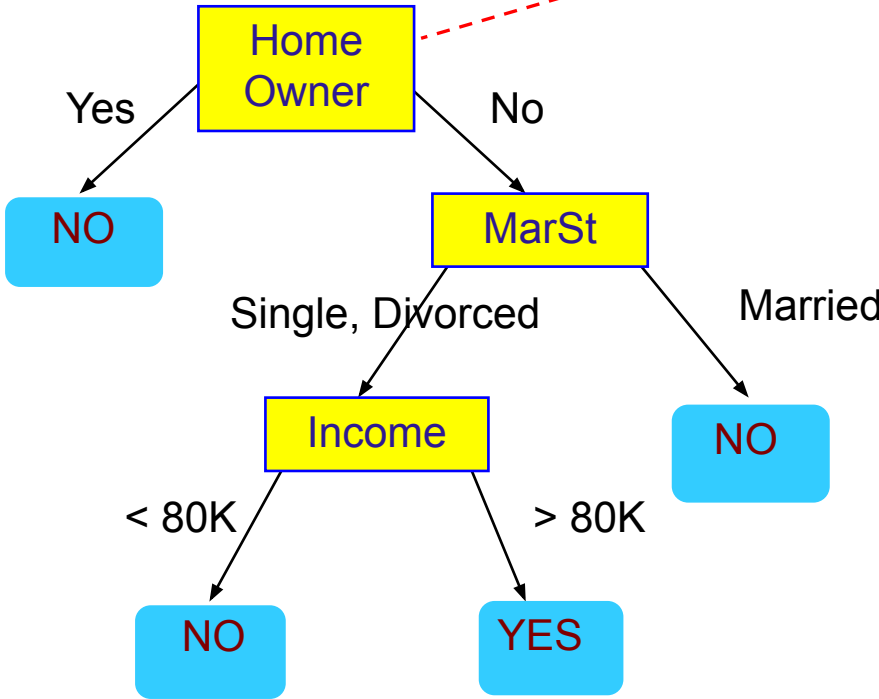 Home
Owner
Yes
No
NO
MarSt
Single, Divorced
Married
Income
NO
< 80K
> 80K
NO
YES